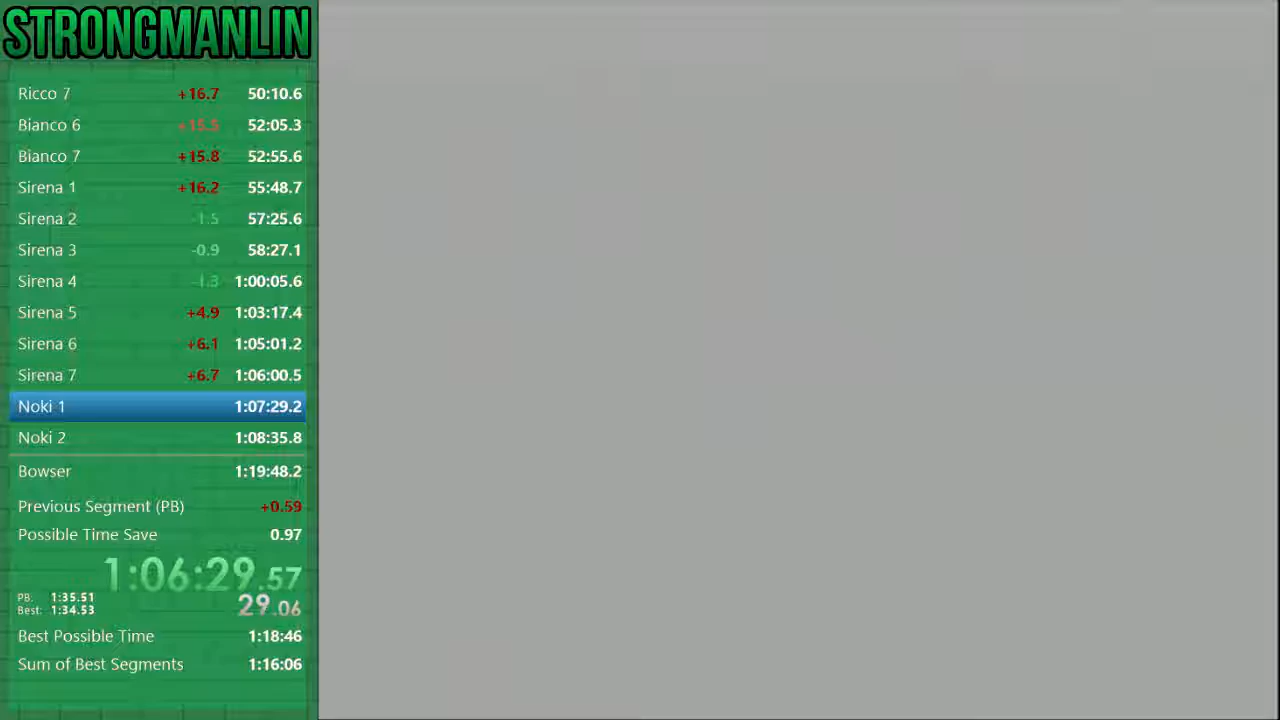 STRONGMANLIN
Ricco 7 +16.7 50:10.6
Bianco 6 +15.5 52:05.3
Bianco 7 +15.8 52:55.6
Sirena 1 +16.2 55:48.7
Sirena 2 -1.5 57:25.6
Sirena 3 -0.9 58:27.1
Sirena 4 -1.3 1:00:05.6
Sirena 5 +4.9 1:03:17.4
Sirena 6 +6.1 1:05:01.2
Sirena 7 +6.7 1:06:00.5
Noki 1 1:07:29.2
Noki 2 1:08:35.8
Bowser 1:19:48.2
Previous Segment (PB) +0.59
Possible Time Save 0.97
1:06:29.57
PB: 1:35.51
Best: 1:34.53
29.06
Best Possible Time 1:18:46
Sum of Best Segments 1:16:06